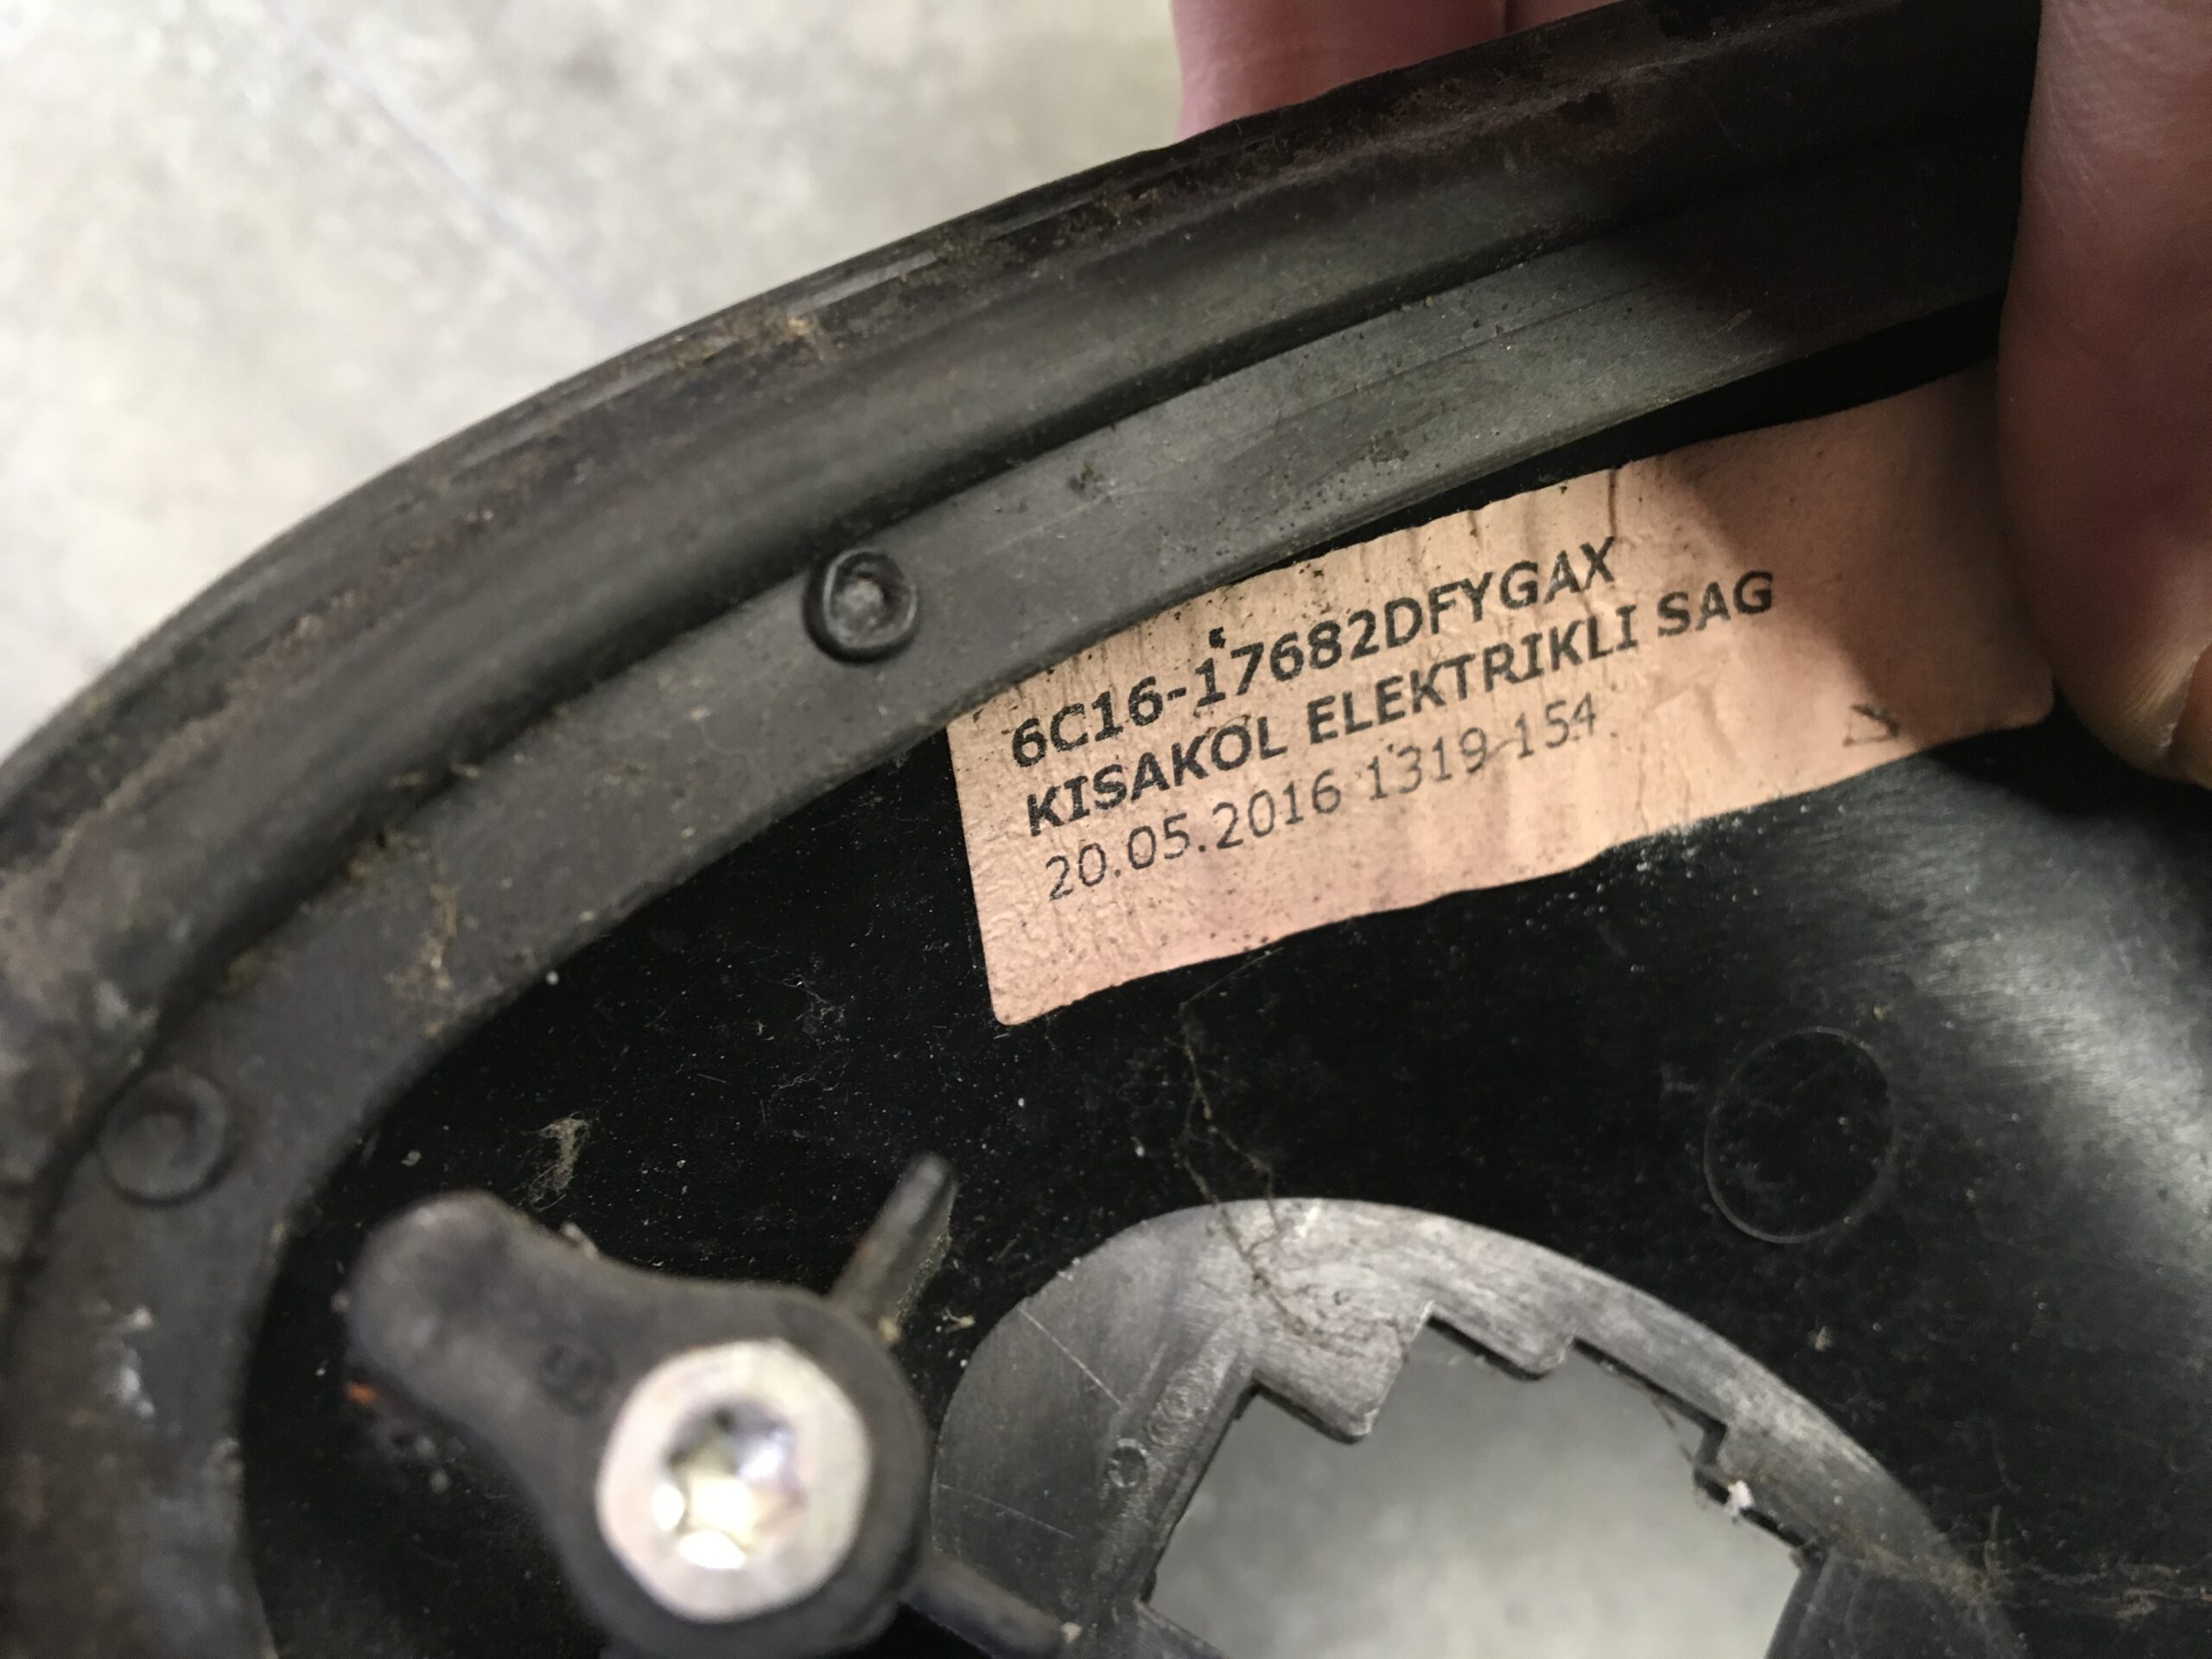 6C16-17682DFYGAX
KISAKOL ELEKTRIKLI SAG
20.05.2016 1319 154